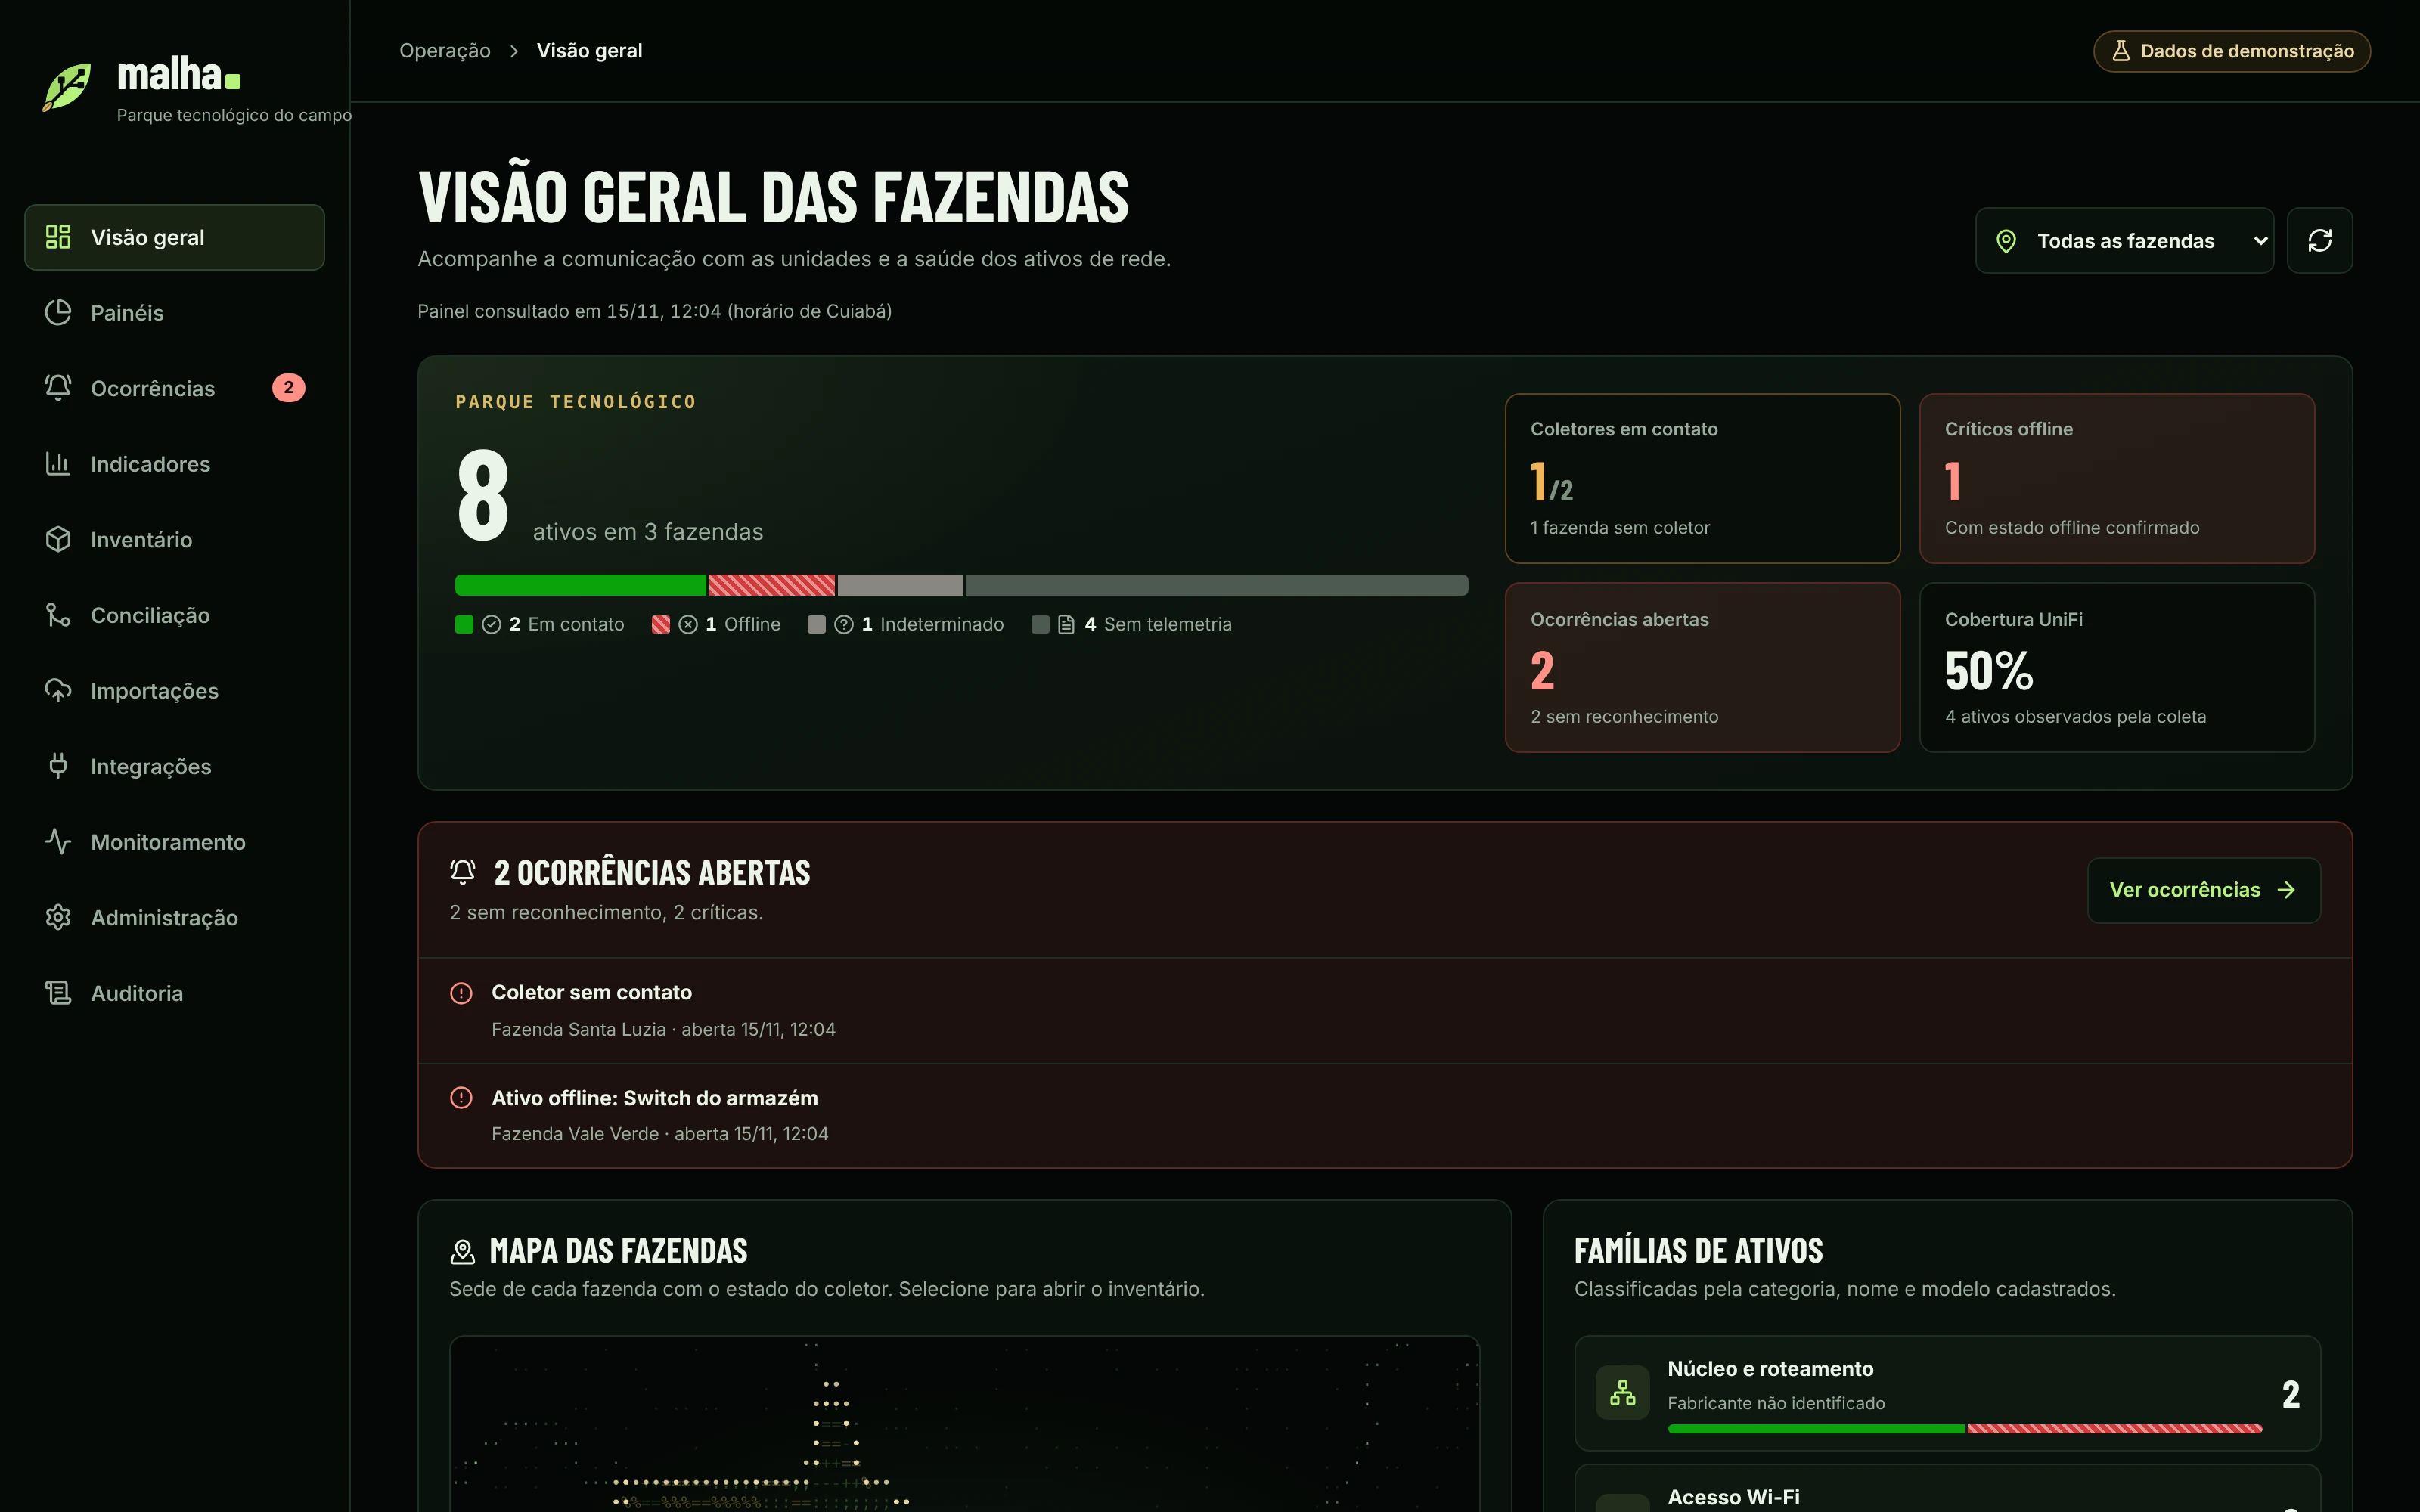 malha
Parque tecnológico do campo
Operação > Visão geral
Dados de demonstração
Visão geral
Painéis
Ocorrências 2
Indicadores
Inventário
Conciliação
Importações
Integrações
Monitoramento
Administração
Auditoria
VISÃO GERAL DAS FAZENDAS
Acompanhe a comunicação com as unidades e a saúde dos ativos de rede.
Painel consultado em 15/11, 12:04 (horário de Cuiabá)
Todas as fazendas
PARQUE TECNOLÓGICO
8 ativos em 3 fazendas
2 Em contato 1 Offline 1 Indeterminado 4 Sem telemetria
Coletores em contato
1/2
1 fazenda sem coletor
Críticos offline
1
Com estado offline confirmado
Ocorrências abertas
2
2 sem reconhecimento
Cobertura UniFi
50%
4 ativos observados pela coleta
2 OCORRÊNCIAS ABERTAS
2 sem reconhecimento, 2 críticas.
Ver ocorrências
Coletor sem contato
Fazenda Santa Luzia · aberta 15/11, 12:04
Ativo offline: Switch do armazém
Fazenda Vale Verde · aberta 15/11, 12:04
MAPA DAS FAZENDAS
Sede de cada fazenda com o estado do coletor. Selecione para abrir o inventário.
FAMÍLIAS DE ATIVOS
Classificadas pela categoria, nome e modelo cadastrados.
Núcleo e roteamento
Fabricante não identificado
2
Acesso Wi-Fi